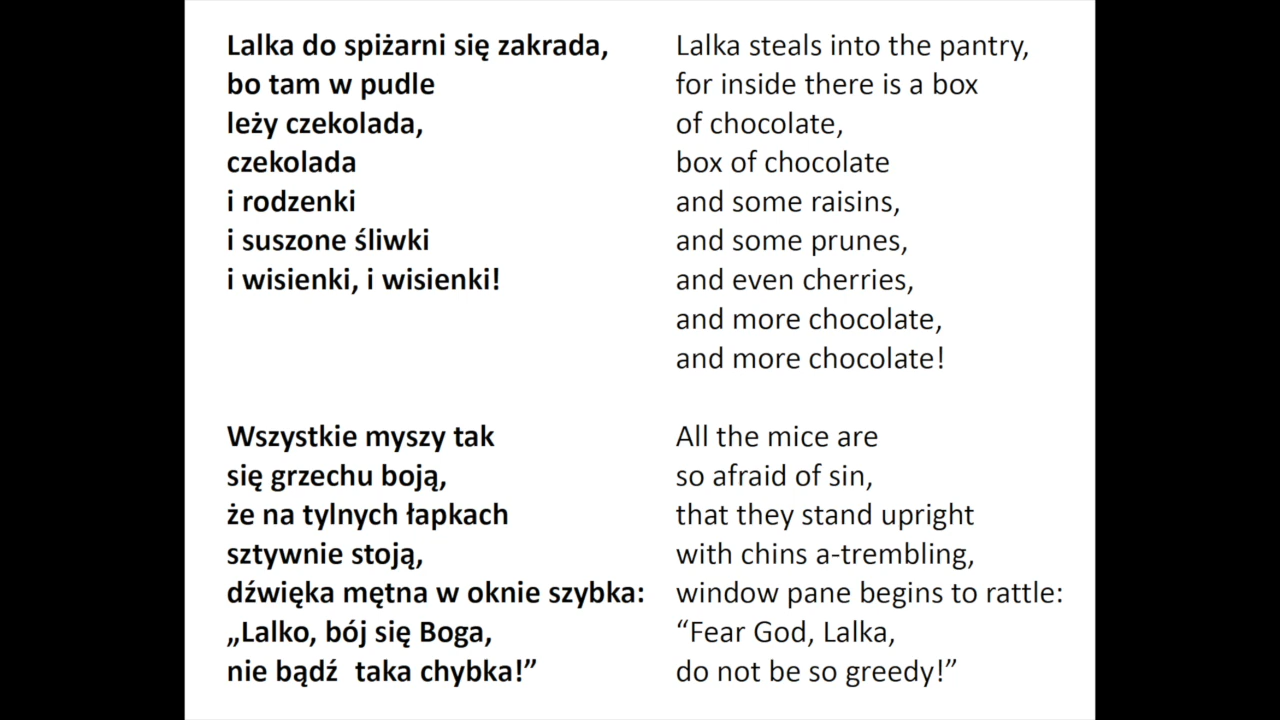 Lalka do spiżarni się zakrada,
bo tam w pudle
leży czekolada,
czekolada
i rodzenki
i suszone śliwki
i wisienki, i wisienki!
Wszystkie myszy tak
się grzechu boją,
że na tylnych łapkach
sztywnie stoją,
dźwięka mętna w oknie szybka:
„Lalko, bój się Boga,
nie bądź taka chybka!”
Lalka steals into the pantry,
for inside there is a box
of chocolate,
box of chocolate
and some raisins,
and some prunes,
and even cherries,
and more chocolate,
and more chocolate!
All the mice are
so afraid of sin,
that they stand upright
with chins a-trembling,
window pane begins to rattle:
“Fear God, Lalka,
do not be so greedy!”